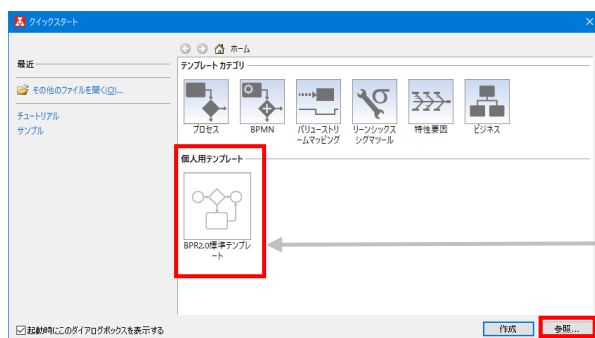 クイックスタート
ホーム
最近
その他のファイルを開く(O)...
チュートリアル
サンプル
テンプレート カテゴリ
プロセス
BPMN
バリューストリ
ームマッピング
リーンシックス
シグマツール
特性要因
ビジネス
個人用テンプレート
BPR2.0標準テンプレ
ート
起動時にこのダイアログボックスを表示する
作成
参照...